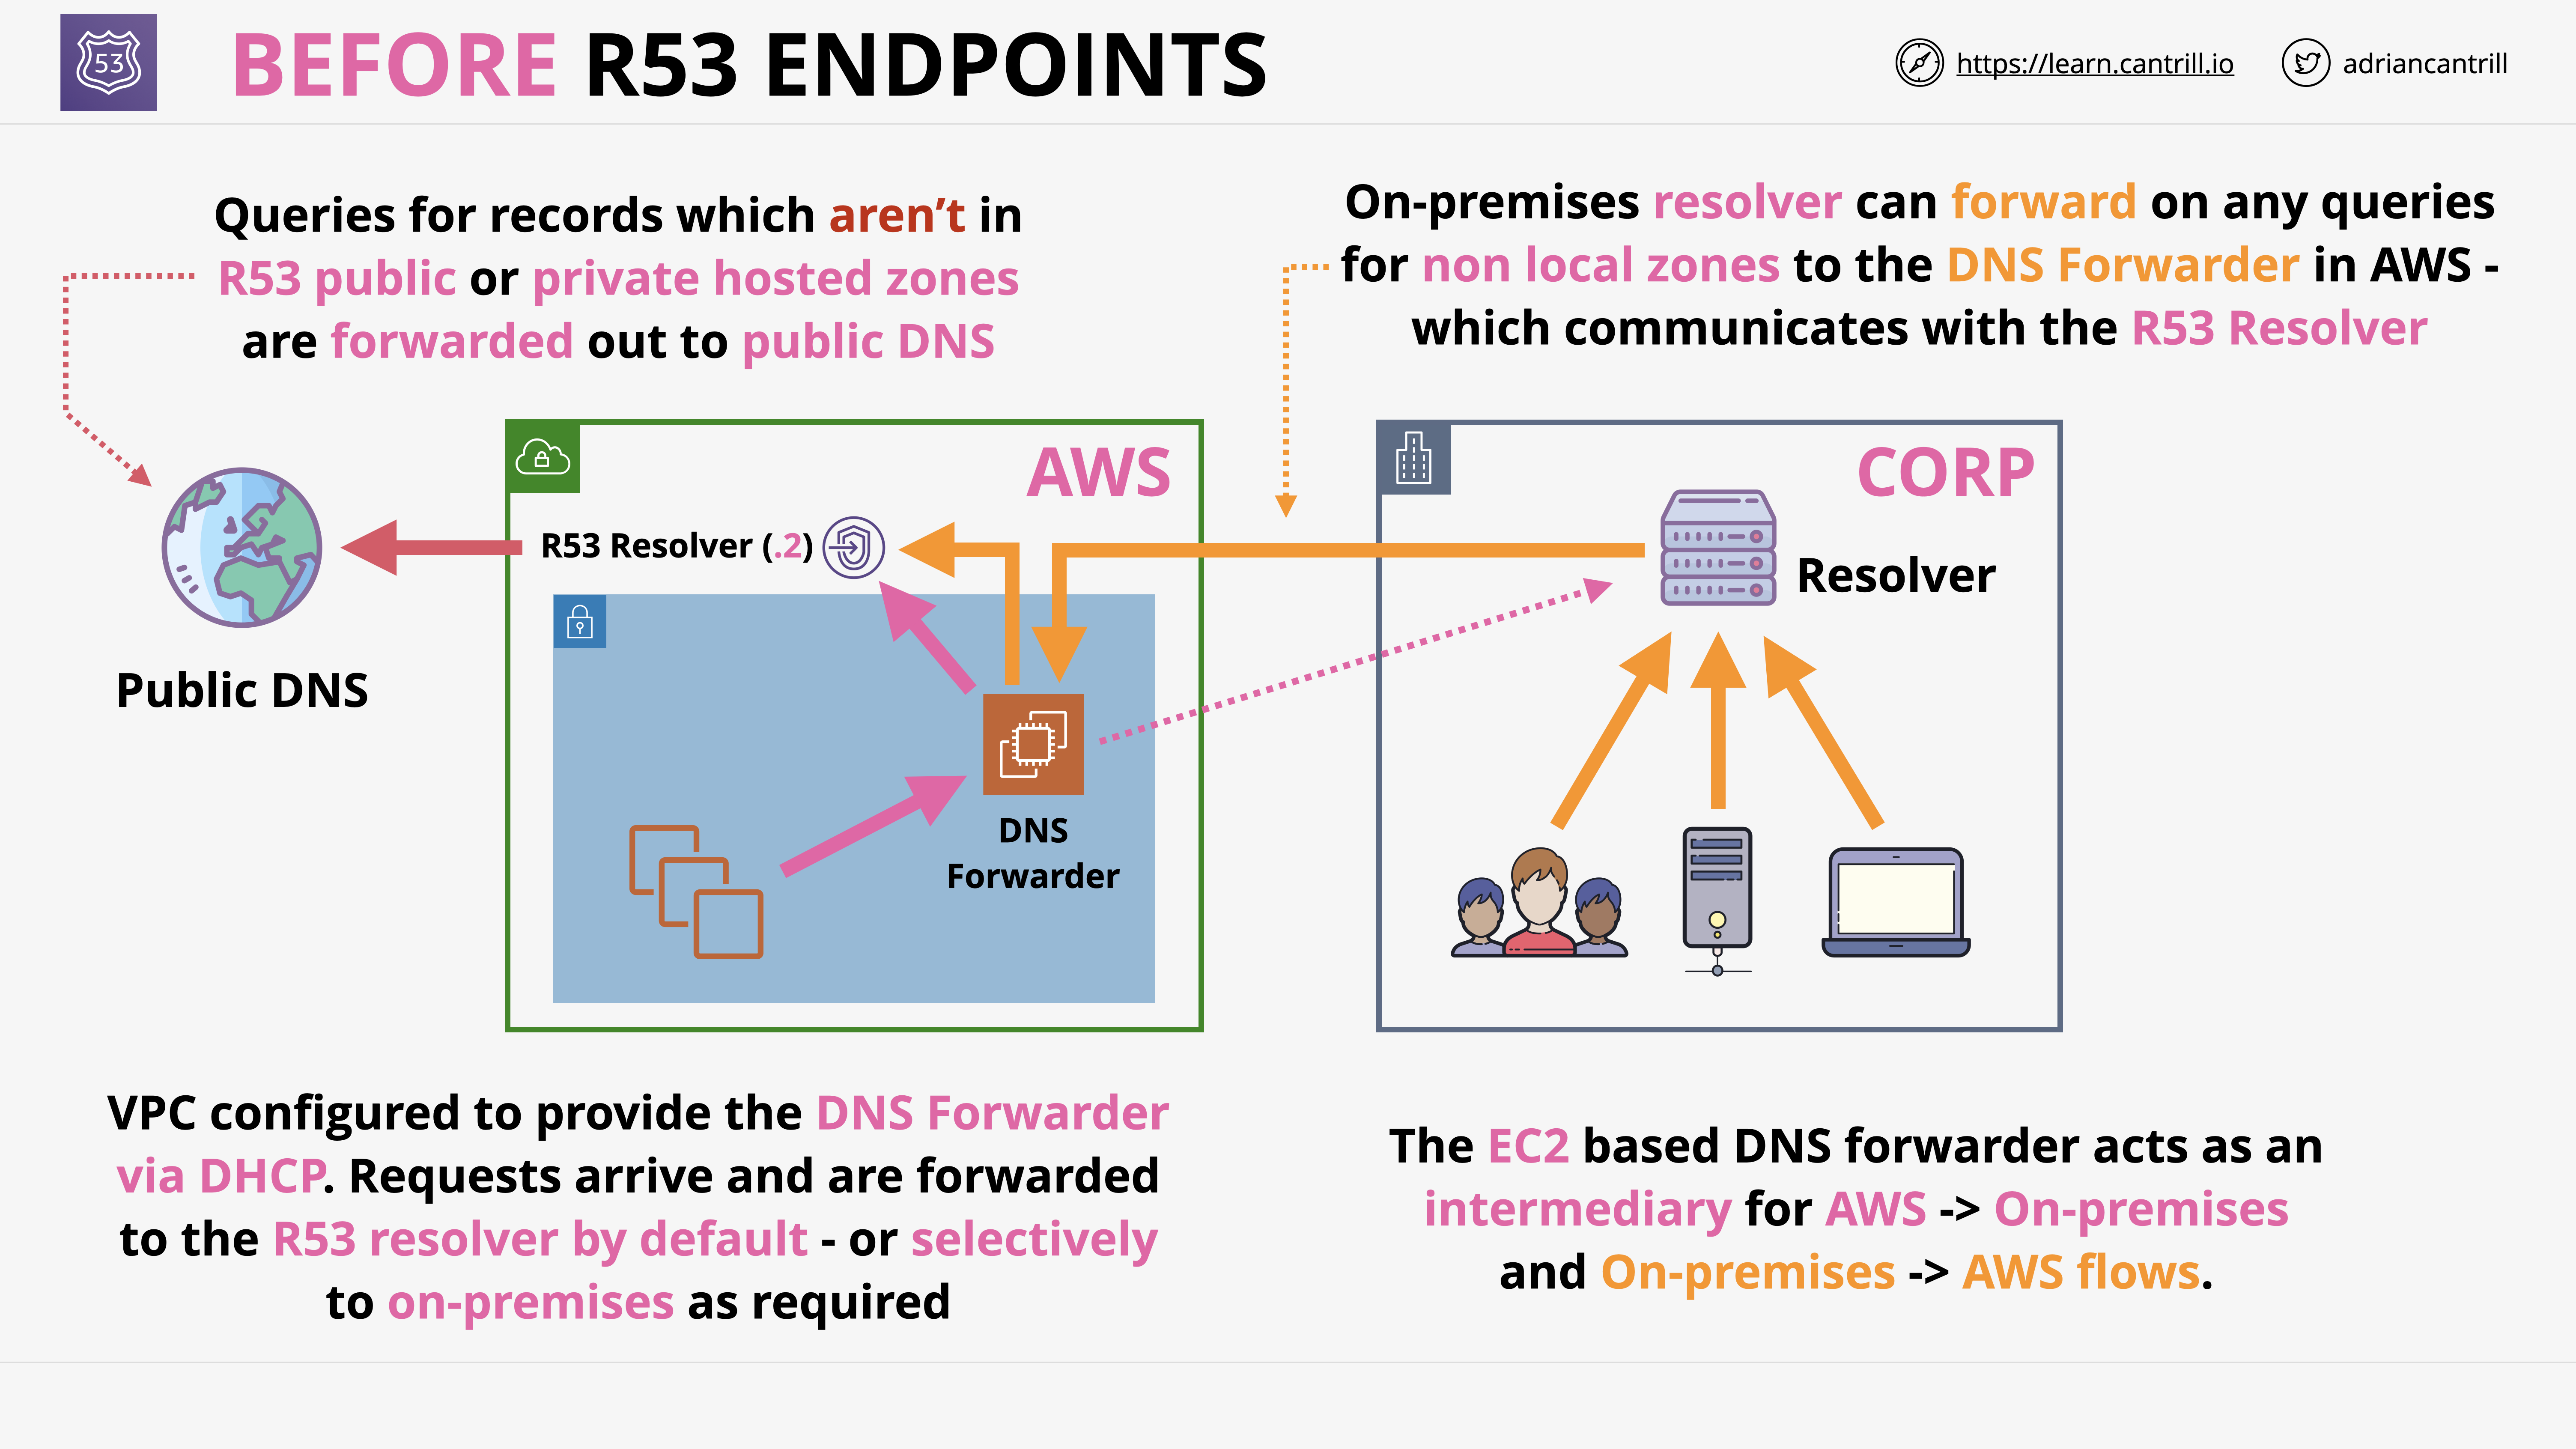 53
BEFORE R53 ENDPOINTS
https://learn.cantrill.io
adriancantrill
Queries for records which aren’t in
R53 public or private hosted zones
are forwarded out to public DNS
On-premises resolver can forward on any queries
for non local zones to the DNS Forwarder in AWS -
which communicates with the R53 Resolver
AWS
CORP
R53 Resolver (.2)
Resolver
Public DNS
DNS
Forwarder
VPC configured to provide the DNS Forwarder
via DHCP. Requests arrive and are forwarded
to the R53 resolver by default - or selectively
to on-premises as required
The EC2 based DNS forwarder acts as an
intermediary for AWS -> On-premises
and On-premises -> AWS flows.